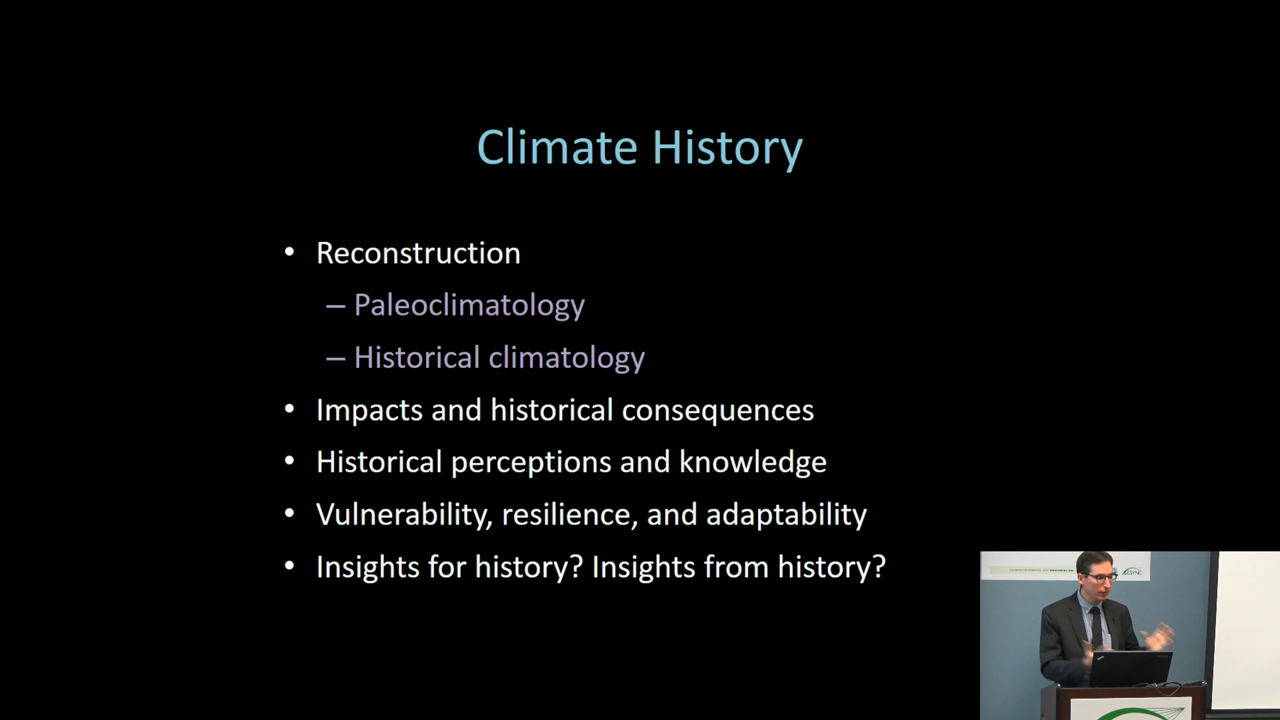 Climate History
• Reconstruction
– Paleoclimatology
– Historical climatology
• Impacts and historical consequences
• Historical perceptions and knowledge
• Vulnerability, resilience, and adaptability
• Insights for history? Insights from history?